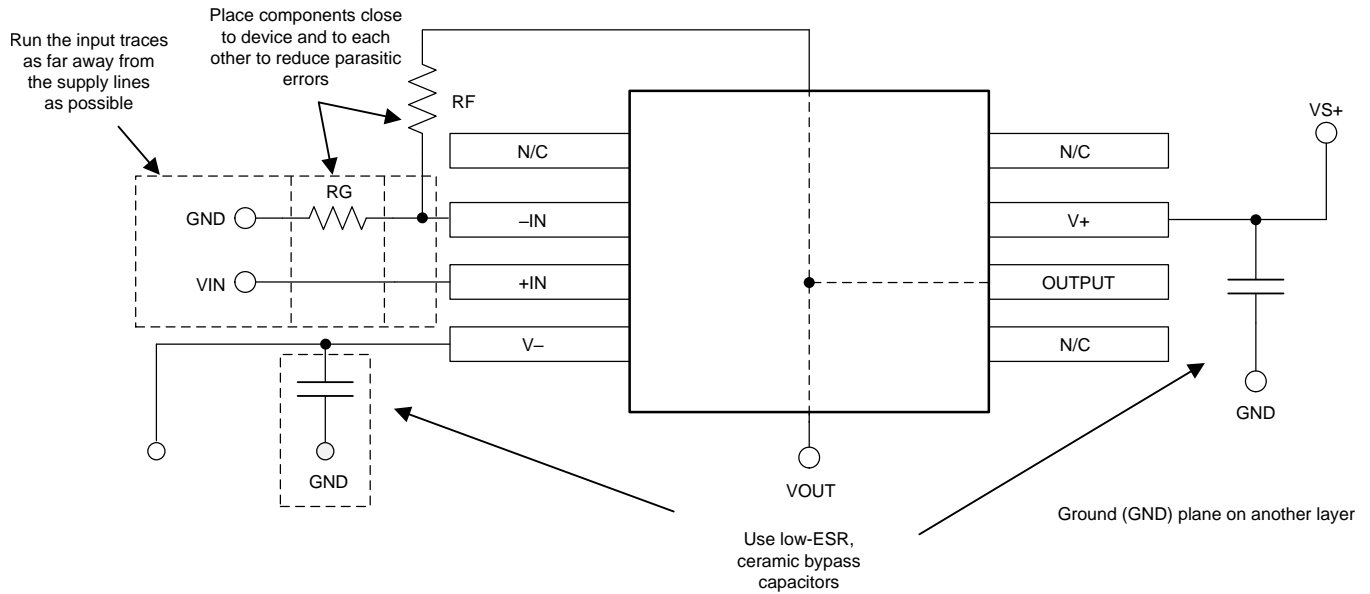 Place components close
to device and to each
other to reduce parasitic
errors
Run the input traces
as far away from
the supply lines
as possible
RF
VS+
N/C
N/C
RG
GND
–IN
V+
VIN
+IN
OUTPUT
V–
N/C
GND
GND
VOUT
Ground (GND) plane on another layer
Use low-ESR,
ceramic bypass
capacitors